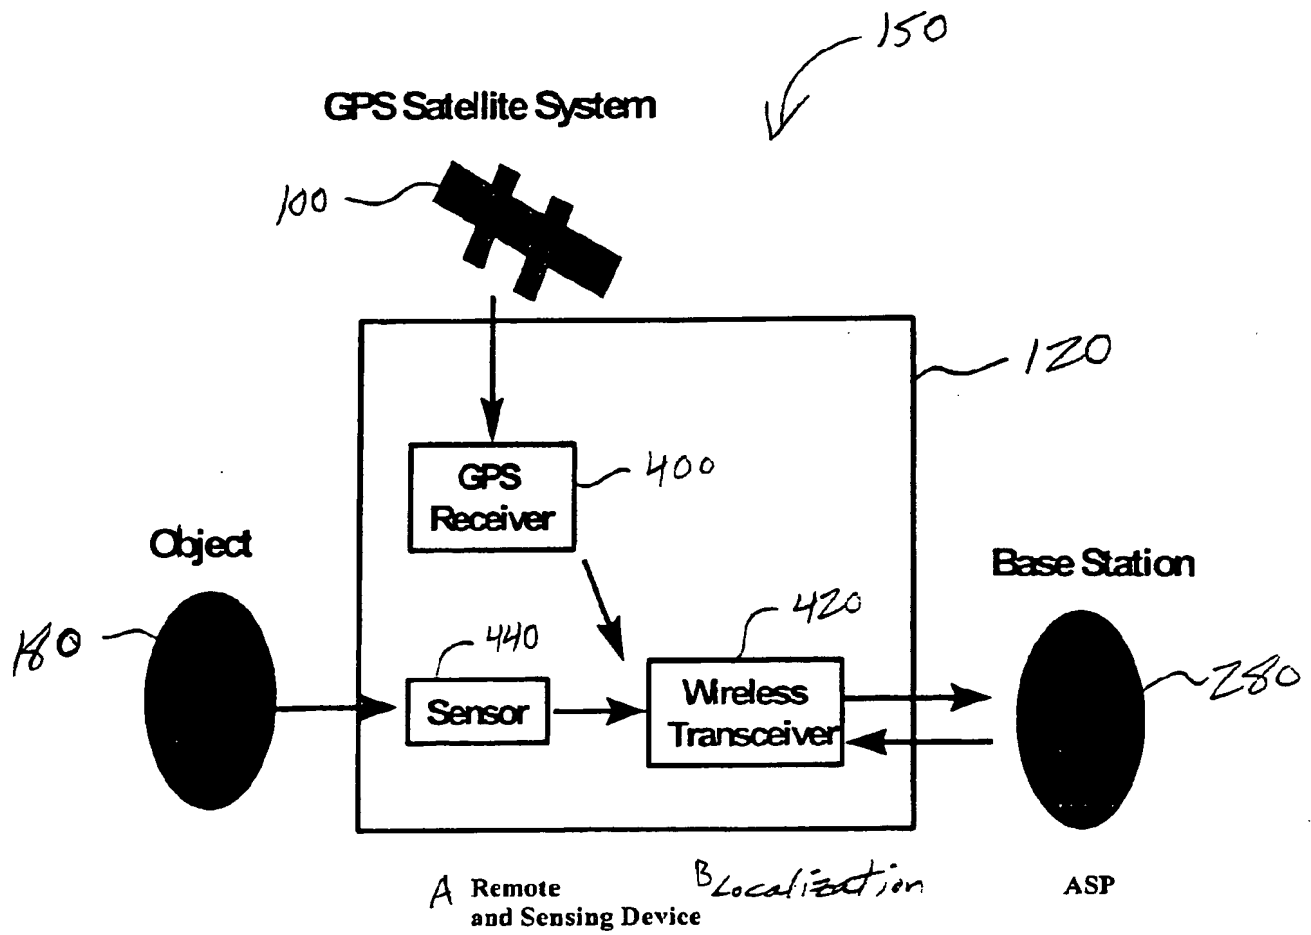 150
GPS Satellite System
100
120
GPS
Receiver
400
Object
Base Station
180
440
420
280
Sensor
Wireless
Transceiver
A Remote
and Sensing Device
B Localization
ASP